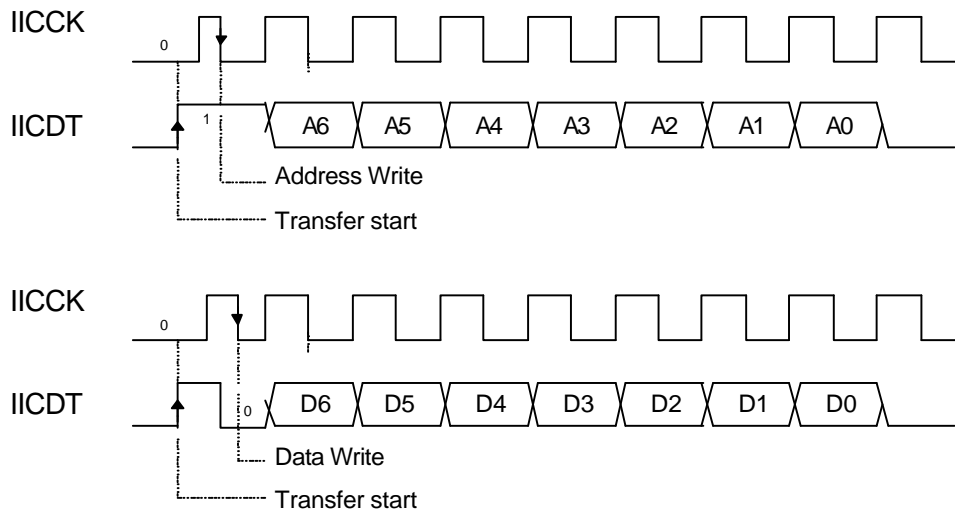 IICCK
0
IICDT
1
A6 A5 A4 A3 A2 A1 A0
Address Write
Transfer start
IICCK
0
IICDT
0
D6 D5 D4 D3 D2 D1 D0
Data Write
Transfer start